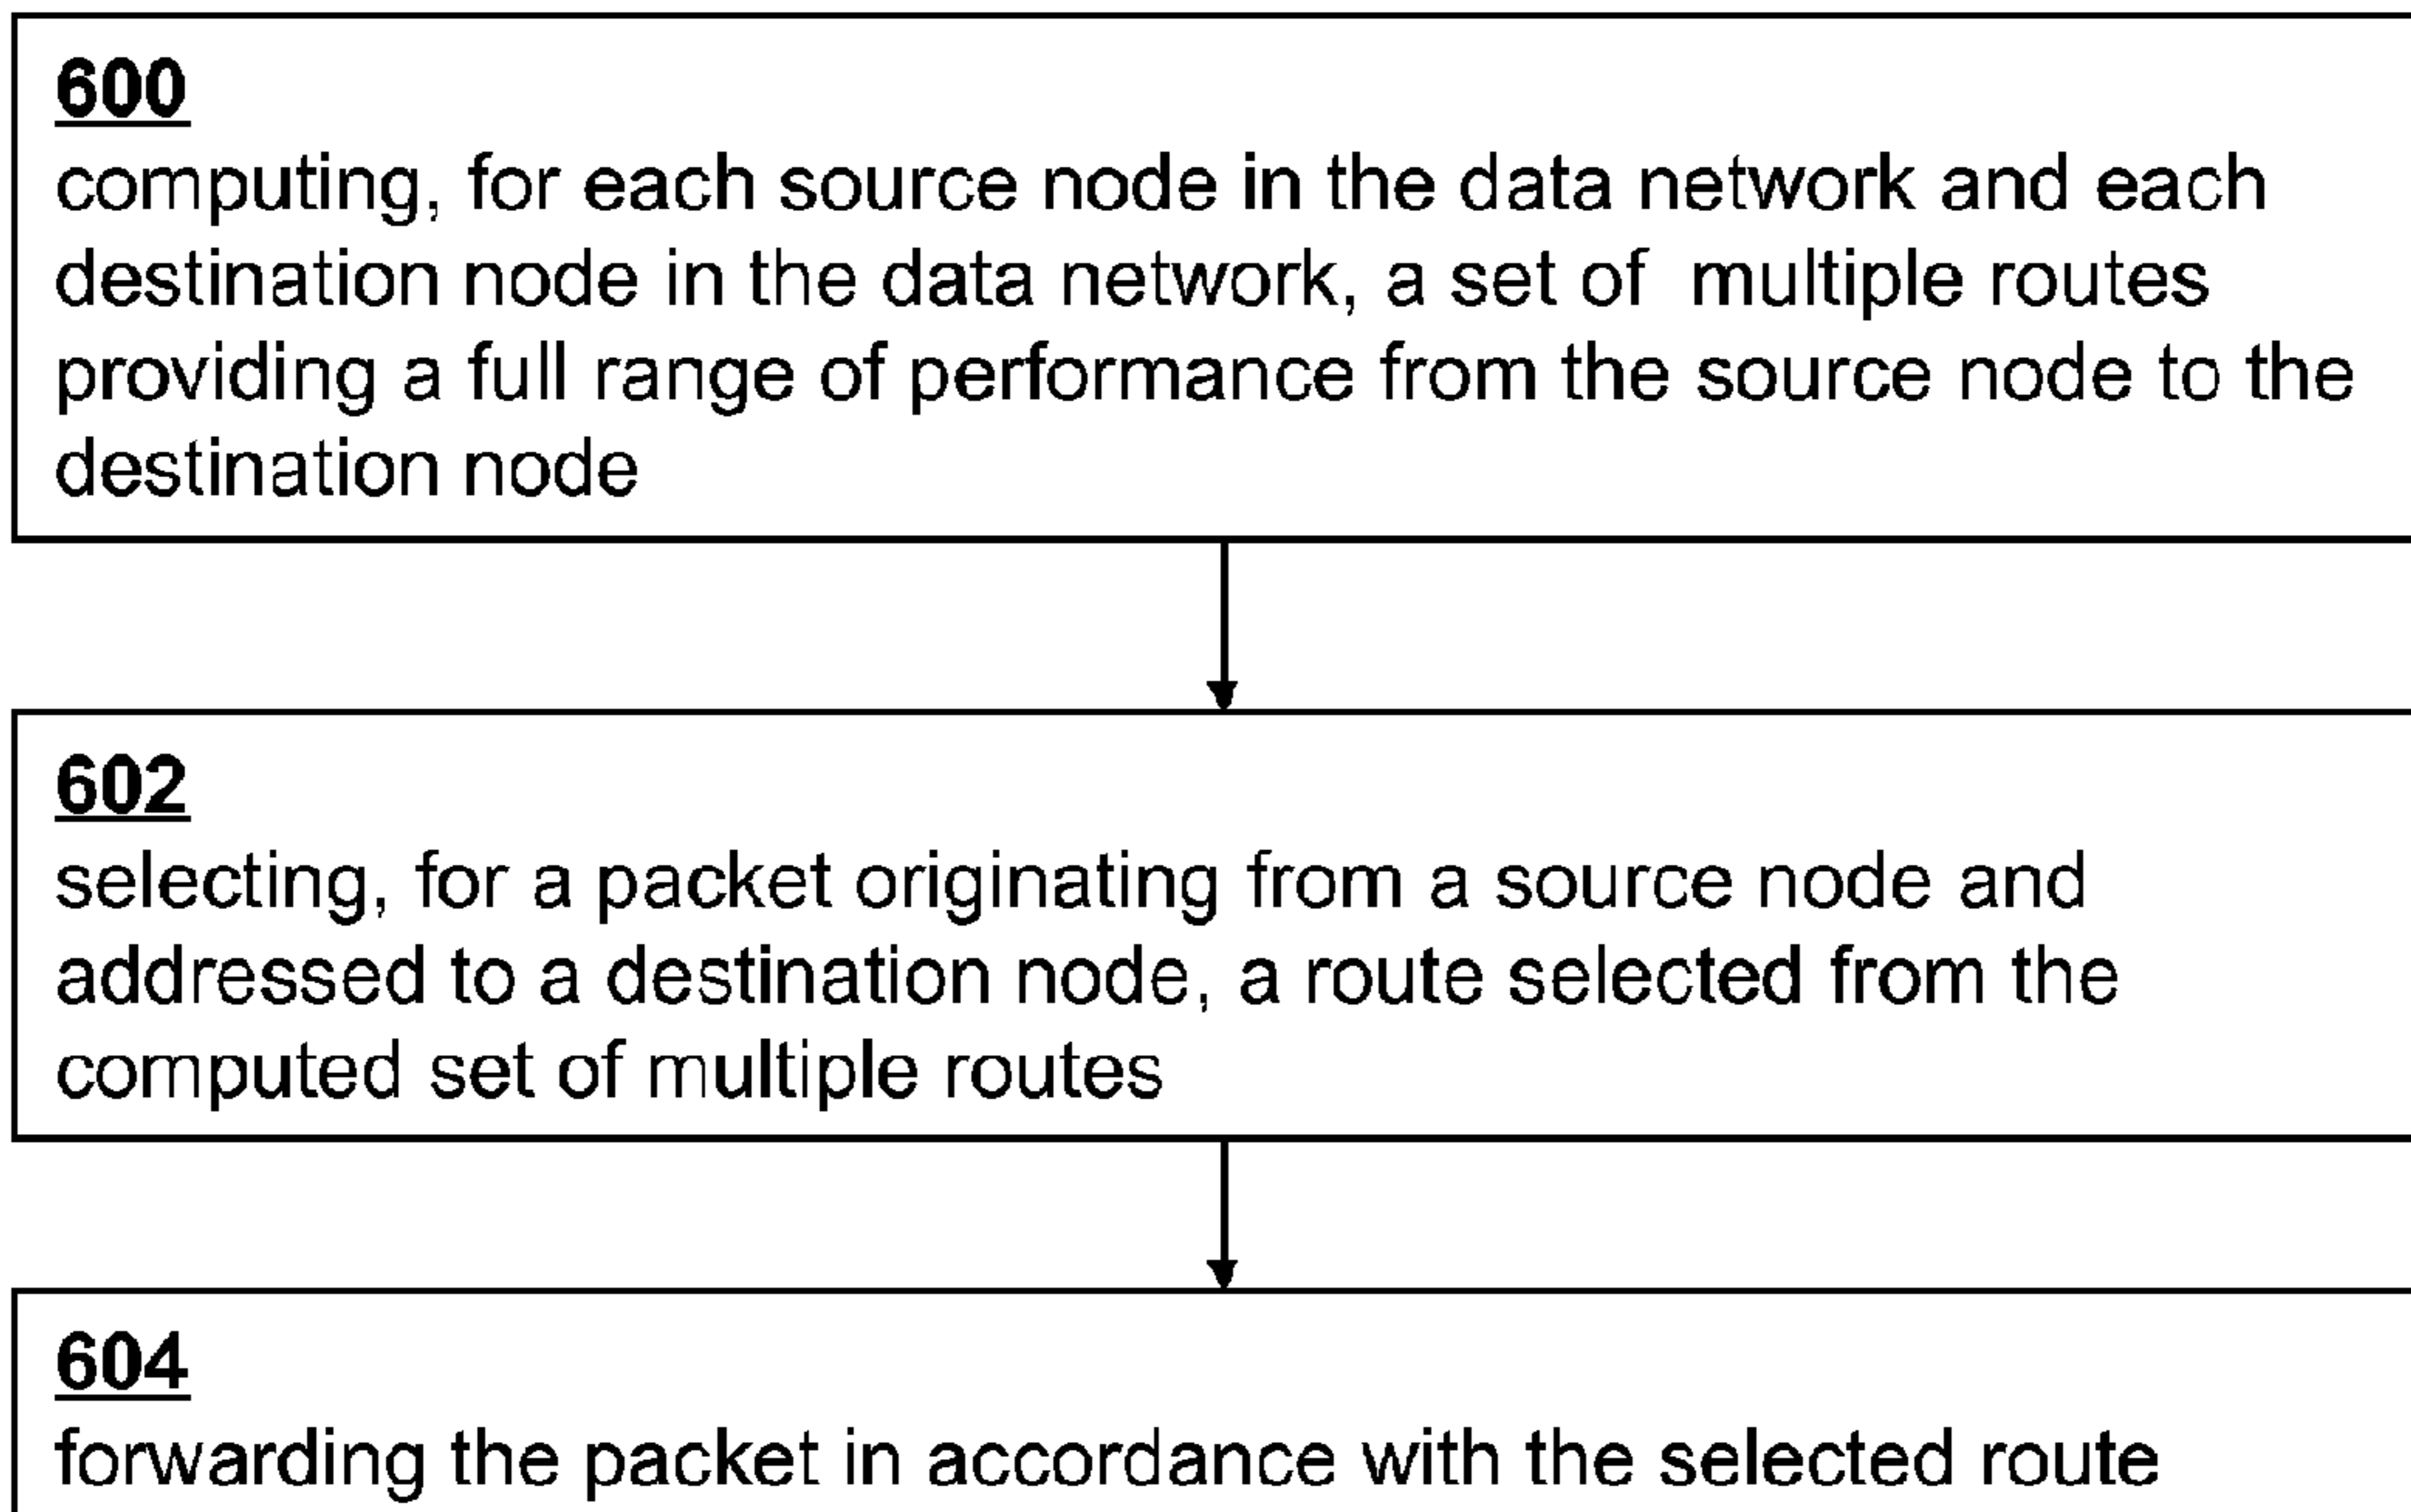 600
computing, for each source node in the data network and each
destination node in the data network, a set of  multiple routes
providing a full range of performance from the source node to the
destination node
602
selecting, for a packet originating from a source node and
addressed to a destination node, a route selected from the
computed set of multiple routes
604
forwarding the packet in accordance with the selected route